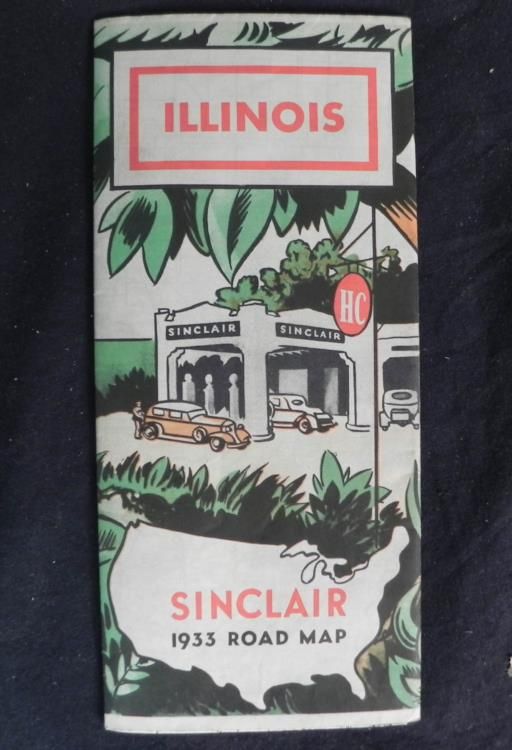 ILLINOIS
HC
SINCLAIR
SINCLAIR
SINCLAIR
1933 ROAD MAP